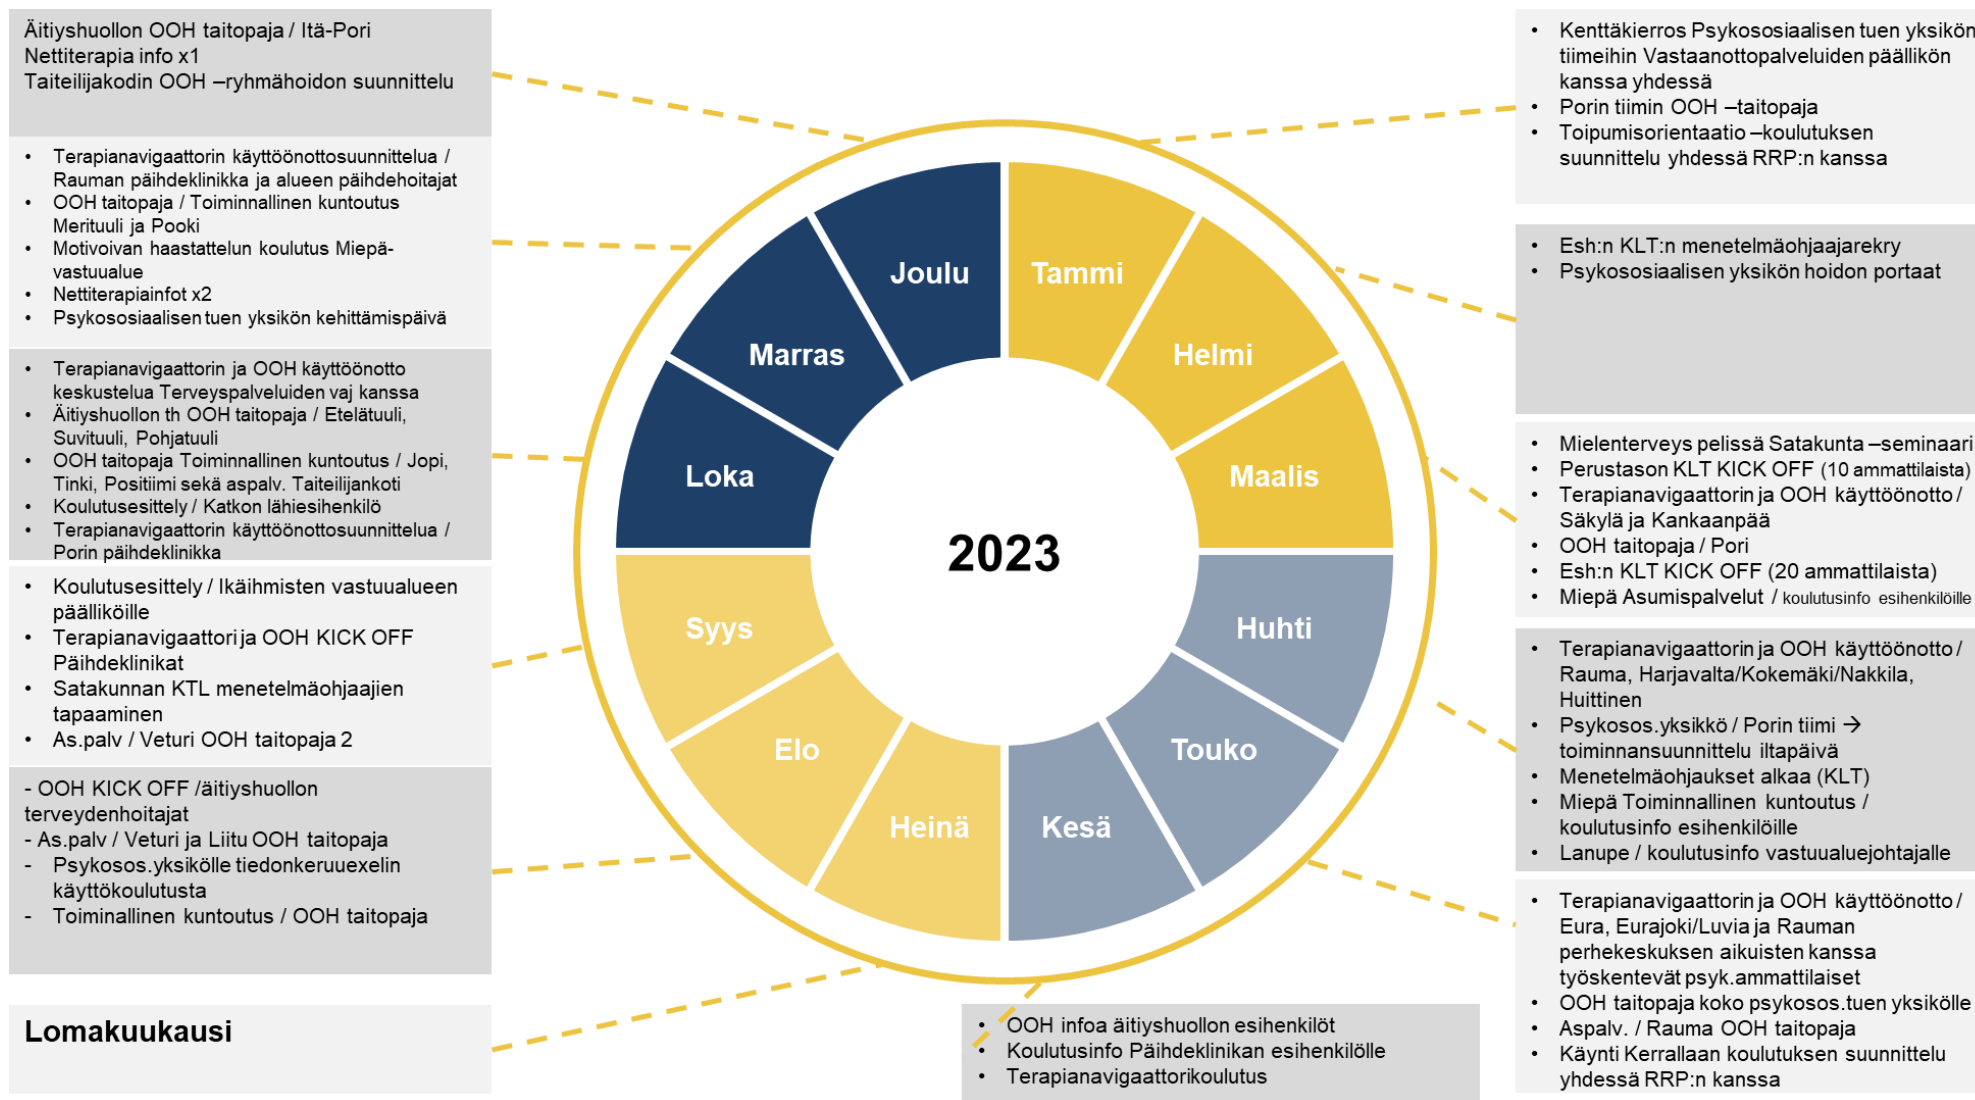 Äitiyshuollon OOH taitopaja / Itä-Pori
Nettiterapia info x1
Taiteilijakodin OOH –ryhmähoidon suunnittelu
• Terapianavigaattorin käyttöönottosuunnittelua /
Rauman päihdeklinikka ja alueen päihdehoitajat
• OOH taitopaja / Toiminnallinen kuntoutus
Merituuli ja Pooki
• Motivoivan haastattelun koulutus Miepä-
vastuualue
• Nettiterapiainfot x2
• Psykososiaalisen tuen yksikön kehittämispäivä
• Terapianavigaattorin ja OOH käyttöönotto
keskustelua Terveyspalveluiden vaj kanssa
• Äitiyshuollon th OOH taitopaja / Etelätuuli,
Suvituuli, Pohjatuuli
• OOH taitopaja Toiminnallinen kuntoutus / Jopi,
Tinki, Positiimi sekä aspalv. Taiteilijankoti
• Koulutusesittely / Katkon lähiesihenkilö
• Terapianavigaattorin käyttöönottosuunnittelua /
Porin päihdeklinikka
• Koulutusesittely / Ikäihmisten vastuualueen
päälliköille
• Terapianavigaattori ja OOH KICK OFF
Päihdeklinikat
• Satakunnan KTL menetelmäohjaajien
tapaaminen
• As.palv / Veturi OOH taitopaja 2
- OOH KICK OFF /äitiyshuollon
terveydenhoitajat
- As.palv / Veturi ja Liitu OOH taitopaja
- Psykosos.yksikölle tiedonkeruuexelin
käyttökoulutusta
- Toiminallinen kuntoutus / OOH taitopaja
Lomakuukausi
Joulu
Tammi
Marras
Helmi
Loka
Maalis
2023
Syys
Huhti
Elo
Touko
Heinä
Kesä
• OOH infoa äitiyshuollon esihenkilöt
• Koulutusinfo Päihdeklinikan esihenkilölle
• Terapianavigaattorikoulutus
• Kenttäkierros Psykososiaalisen tuen yksikön
tiimeihin Vastaanottopalveluiden päällikön
kanssa yhdessä
• Porin tiimin OOH –taitopaja
• Toipumisorientaatio –koulutuksen
suunnittelu yhdessä RRP:n kanssa
• Esh:n KLT:n menetelmäohjaajarekry
• Psykososiaalisen yksikön hoidon portaat
• Mielenterveys pelissä Satakunta –seminaari
• Perustason KLT KICK OFF (10 ammattilaista)
• Terapianavigaattorin ja OOH käyttöönotto /
Säkylä ja Kankaanpää
• OOH taitopaja / Pori
• Esh:n KLT KICK OFF (20 ammattilaista)
• Miepä Asumispalvelut / koulutusinfo esihenkilöille
• Terapianavigaattorin ja OOH käyttöönotto /
Rauma, Harjavalta/Kokemäki/Nakkila,
Huittinen
• Psykosos.yksikkö / Porin tiimi →
toiminnansuunnittelu iltapäivä
• Menetelmäohjaukset alkaa (KLT)
• Miepä Toiminnallinen kuntoutus /
koulutusinfo esihenkilöille
• Lanupe / koulutusinfo vastuualuejohtajalle
• Terapianavigaattorin ja OOH käyttöönotto /
Eura, Eurajoki/Luvia ja Rauman
perhekeskuksen aikuisten kanssa
työskentevät psyk.ammattilaiset
• OOH taitopaja koko psykosos.tuen yksikölle
• Aspalv. / Rauma OOH taitopaja
• Käynti Kerrallaan koulutuksen suunnittelu
yhdessä RRP:n kanssa